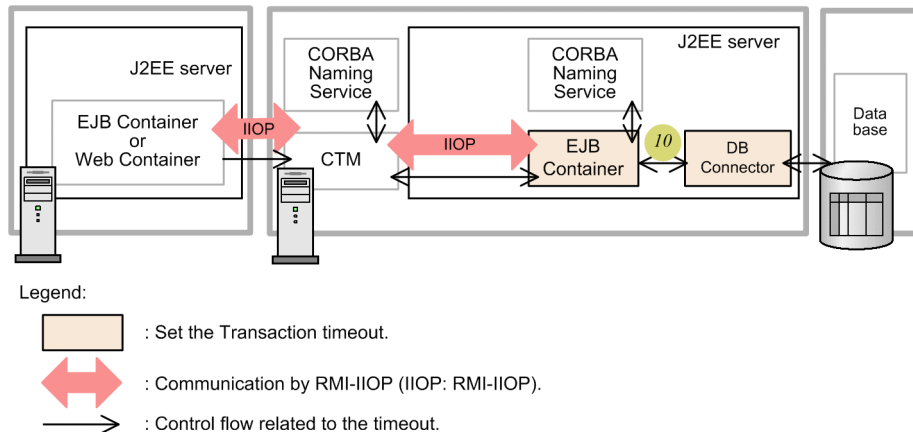 J2EE server
EJB Container
or
Web Container
IIOP
CORBA
Naming
Service
CTM
IIOP
J2EE server
CORBA
Naming
Service
EJB
Container
10
DB
Connector
Data
base
Legend:
: Set the Transaction timeout.
: Communication by RMI-IIOP (IIOP: RMI-IIOP).
: Control flow related to the timeout.